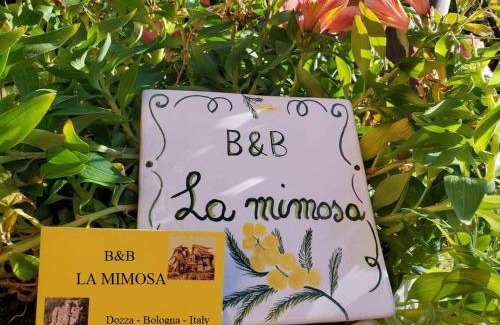 B&B
La mimosa
B&B
LA MIMOSA
Dozza - Bologna - Italy